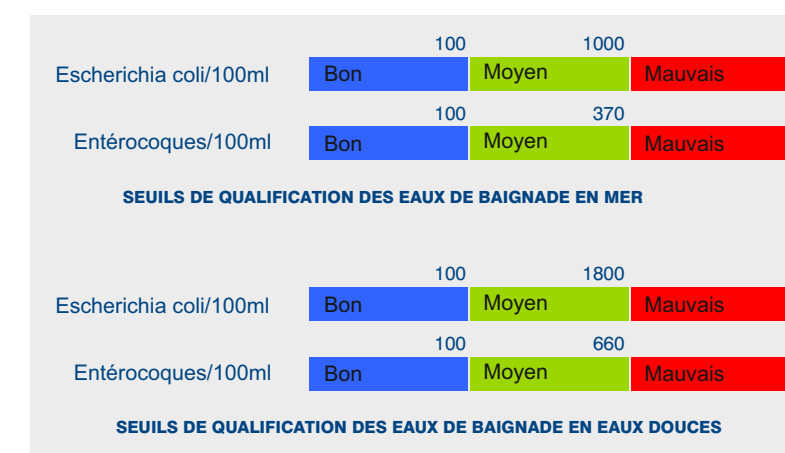 100 1000
Escherichia coli/100ml Bon Moyen Mauvais
100 370
Entérocoques/100ml Bon Moyen Mauvais
SEUILS DE QUALIFICATION DES EAUX DE BAIGNADE EN MER
100 1800
Escherichia coli/100ml Bon Moyen Mauvais
100 660
Entérocoques/100ml Bon Moyen Mauvais
SEUILS DE QUALIFICATION DES EAUX DE BAIGNADE EN EAUX DOUCES